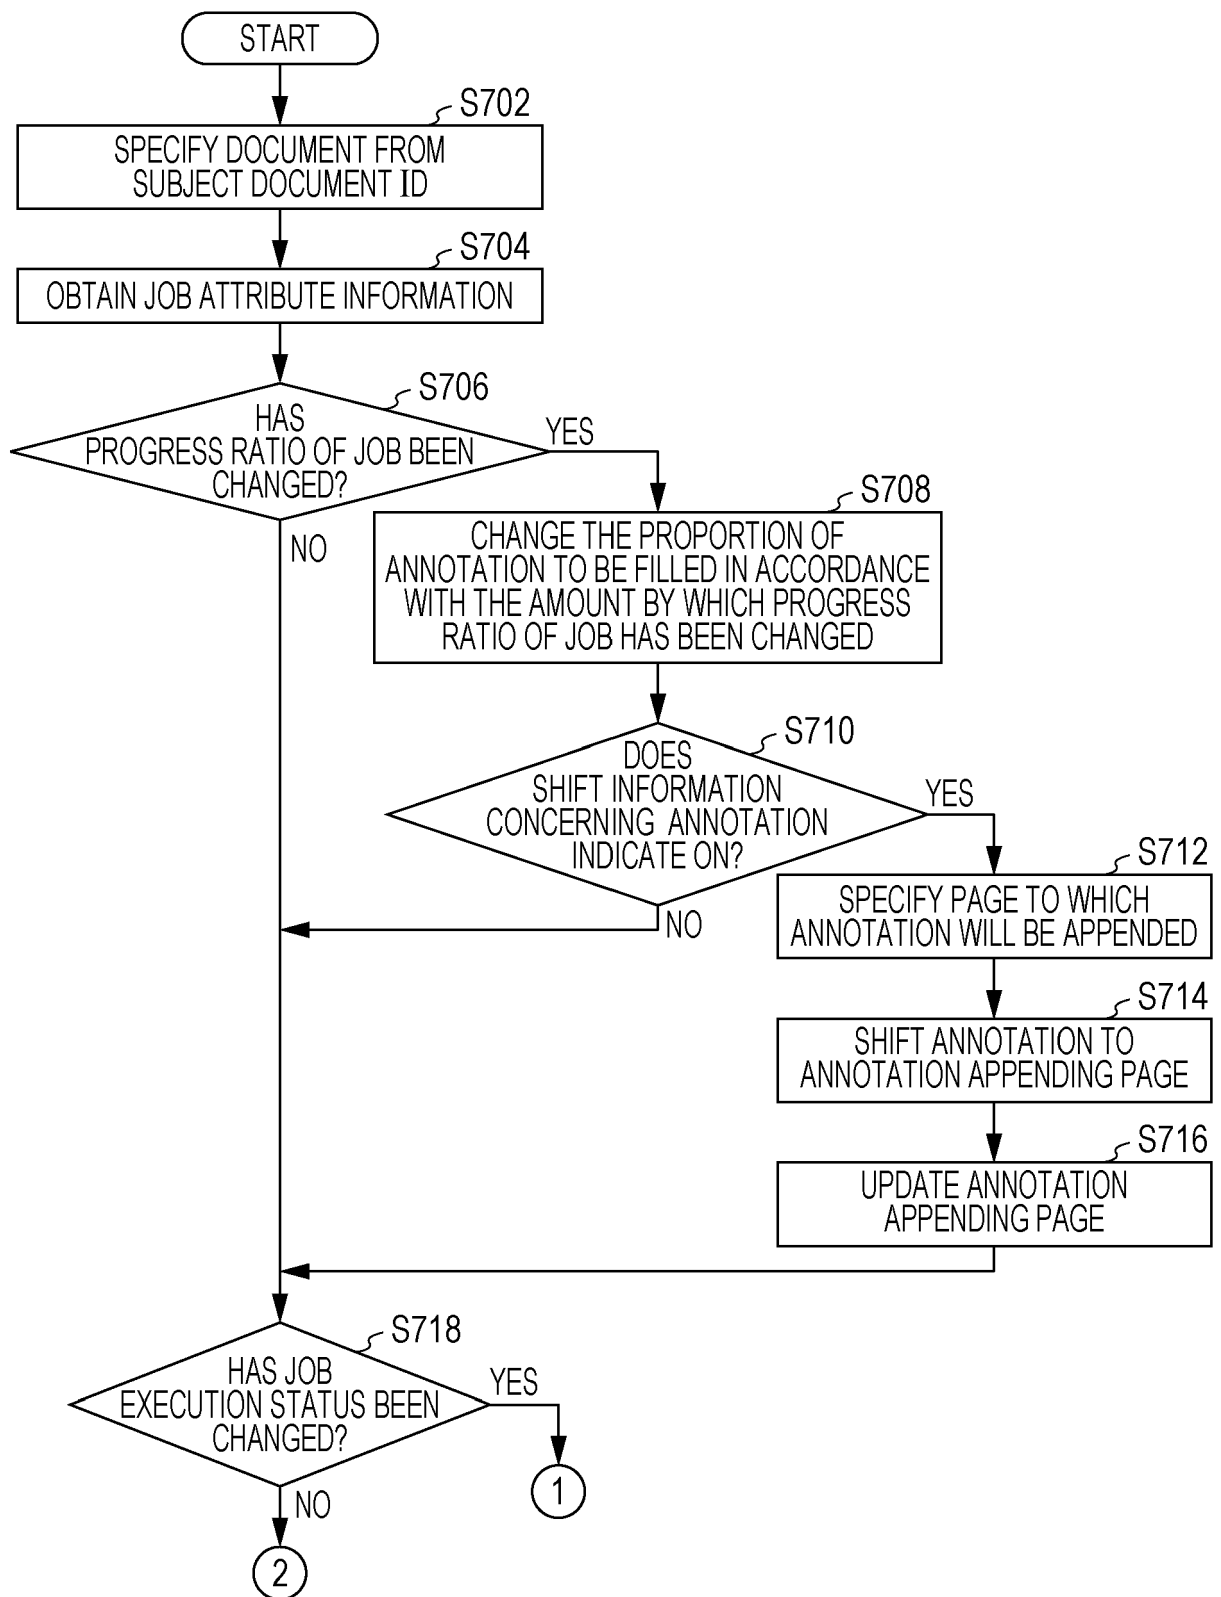 START
S702
SPECIFY DOCUMENT FROM
SUBJECT DOCUMENT ID
S704
OBTAIN JOB ATTRIBUTE INFORMATION
S706
HAS
PROGRESS RATIO OF JOB BEEN
CHANGED?
YES
NO
S708
CHANGE THE PROPORTION OF
ANNOTATION TO BE FILLED IN ACCORDANCE
WITH THE AMOUNT BY WHICH PROGRESS
RATIO OF JOB HAS BEEN CHANGED
S710
DOES
SHIFT INFORMATION
CONCERNING ANNOTATION
INDICATE ON?
YES
NO
S712
SPECIFY PAGE TO WHICH
ANNOTATION WILL BE APPENDED
S714
SHIFT ANNOTATION TO
ANNOTATION APPENDING PAGE
S716
UPDATE ANNOTATION
APPENDING PAGE
S718
HAS JOB
EXECUTION STATUS BEEN
CHANGED?
YES
1
NO
2